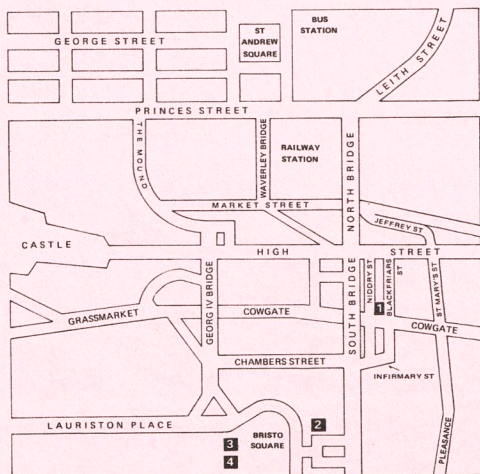 BUS
STATION
ST
ANDREW
SQUARE
GEORGE STREET
LEITH STREET
PRINCES STREET
THE MOUND
WAVERLEY BRIDGE
RAILWAY
STATION
NORTH BRIDGE
MARKET STREET
JEFFREY ST
CASTLE
HIGH STREET
GEORG IV BRIDGE
SOUTH BRIDGE
NIDDRY ST
BLACKFRIARS
ST
ST MARY'S ST
1
GRASSMARKET
COWGATE
COWGATE
CHAMBERS STREET
INFIRMARY ST
LAURISTON PLACE
BRISTO
SQUARE
2
3
4
PLEASANCE